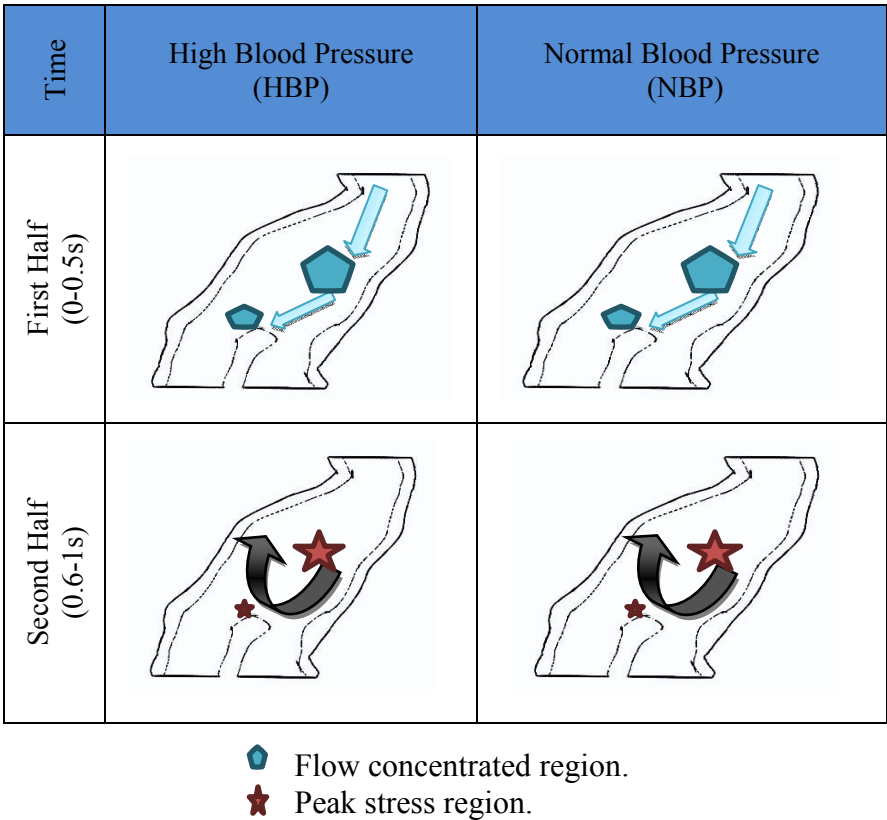 Time
High Blood Pressure
(HBP)
Normal Blood Pressure
(NBP)
First Half
(0-0.5s)
Second Half
(0.6-1s)
Flow concentrated region.
Peak stress region.